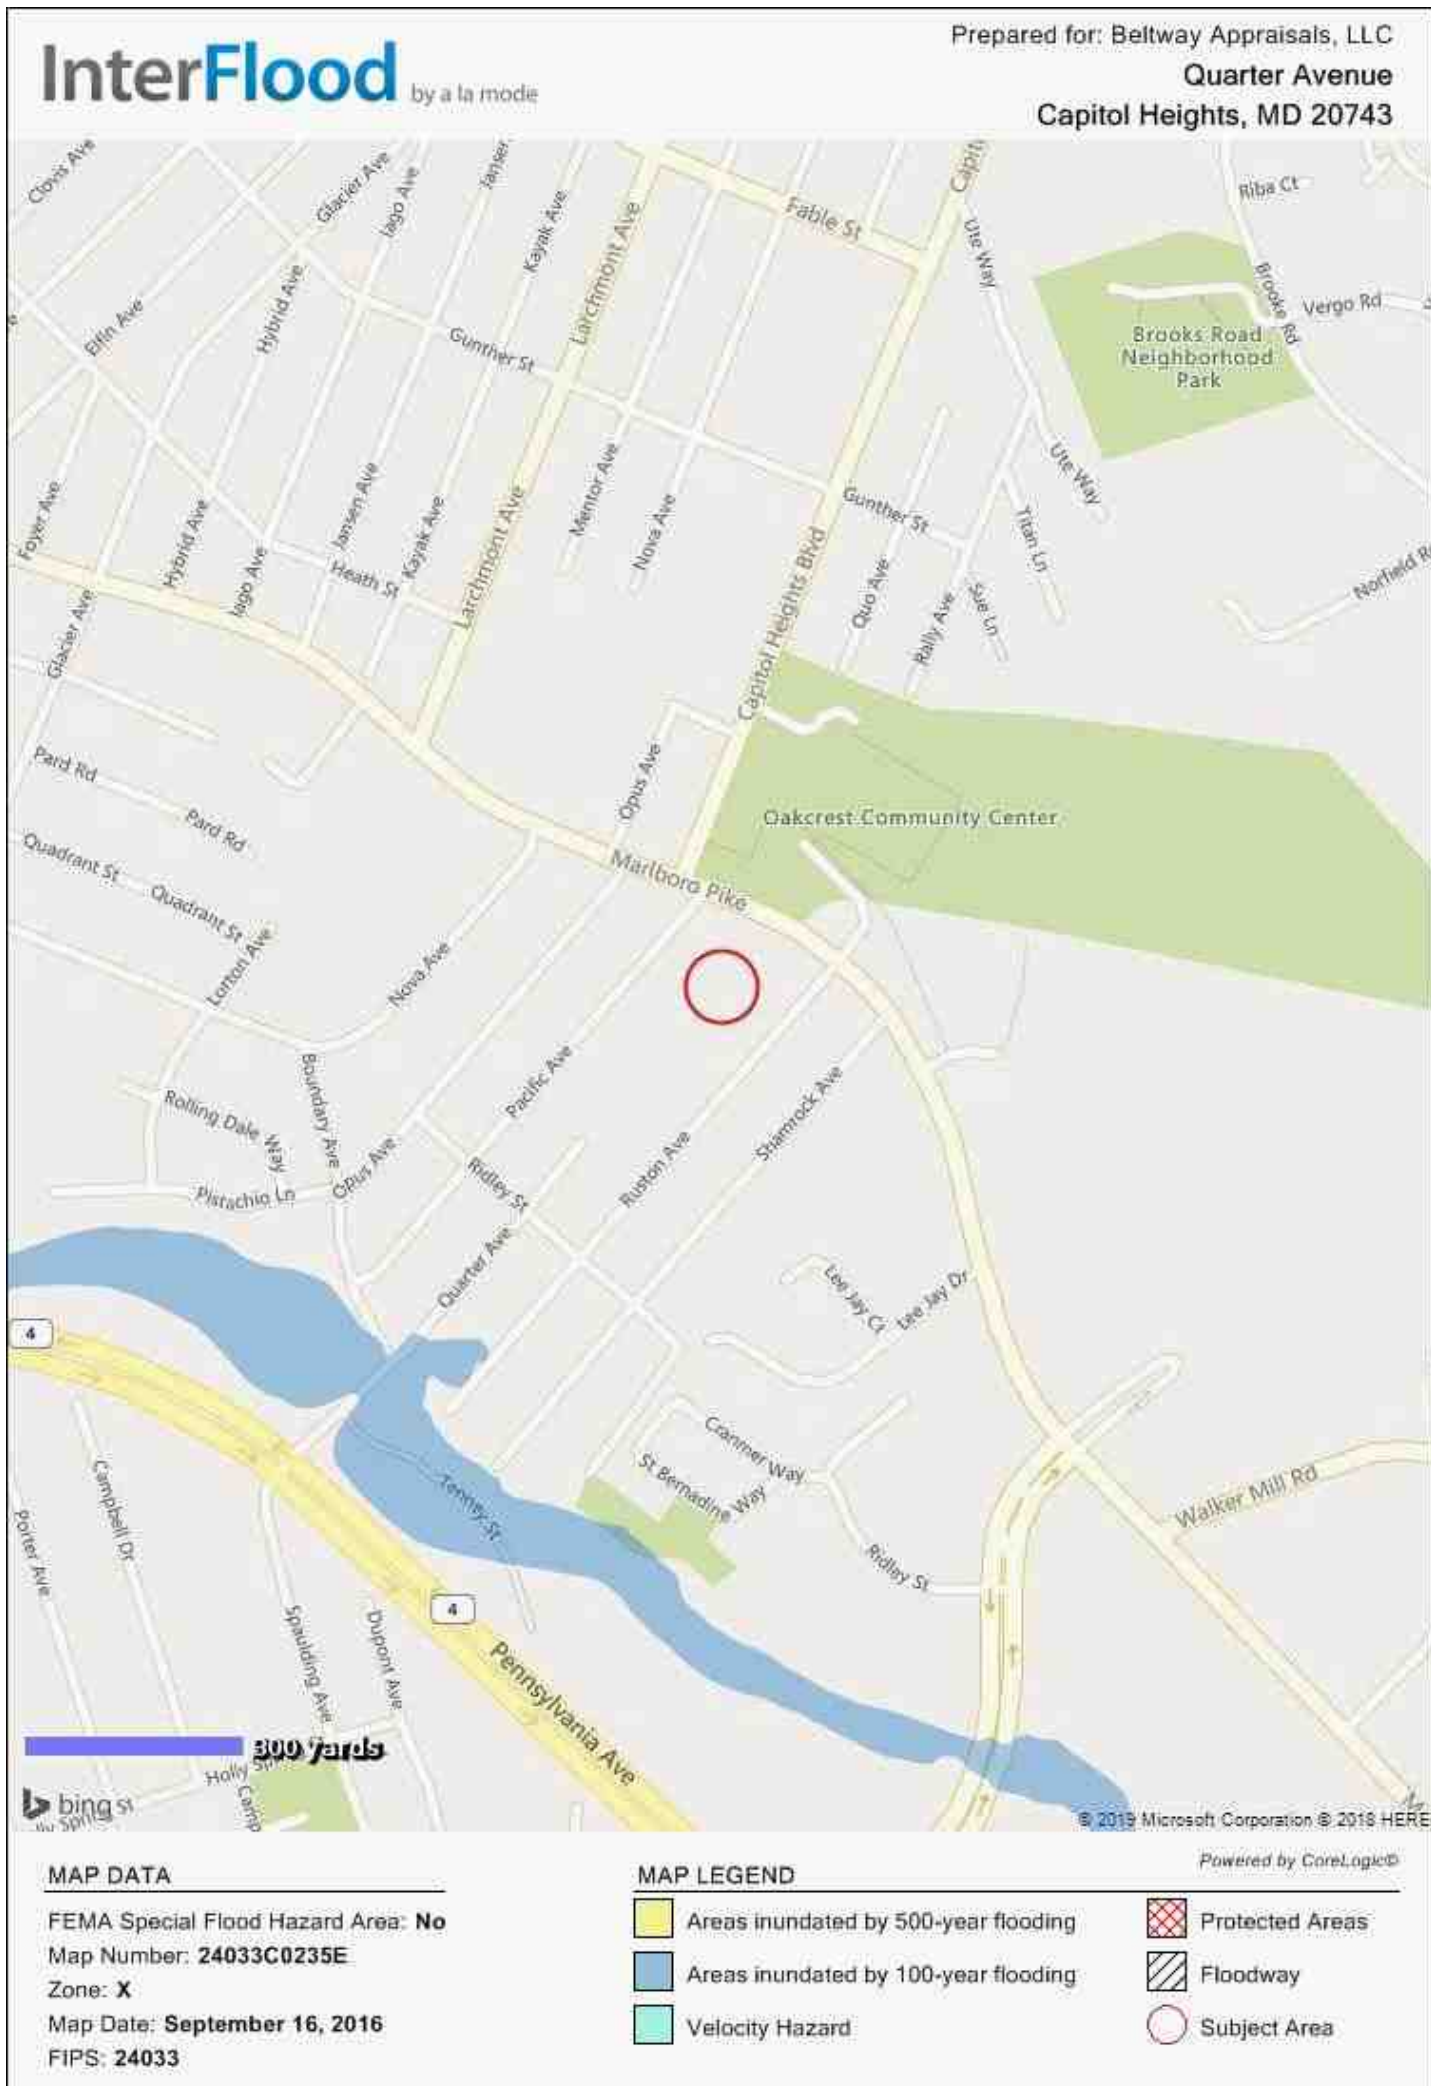 InterFlood by a la mode
Prepared for: Beltway Appraisals, LLC
Quarter Avenue
Capitol Heights, MD 20743
Clovis Ave
Glacier Ave
Iago Ave
Kayak Ave
Larchmont Ave
Fable St
Ute Way
Riba Ct
Elfin Ave
Hybrid Ave
Gunther St
Brooke Rd
Vergo Rd
Brooks Road
Neighborhood
Park
Foyer Ave
Hybrid Ave
Iago Ave
Jansen Ave
Kayak Ave
Heath St
Larchmont Ave
Mentor Ave
Nova Ave
Gunther St
Ute Way
Titan Ln
Capitol Heights Blvd
Quo Ave
Rally Ave
Sue Ln
Norfield
Glacier Ave
Pard Rd
Pard Rd
Opus Ave
Oakcrest Community Center
Quadrant St
Quadrant St
Marlboro Pike
Lorton Ave
Nova Ave
Boundary Ave
Pacific Ave
Shamrock Ave
Rolling Dale Way
Pistachio Ln
Opus Ave
Ridley St
Ruston Ave
Quarter Ave
Lee Jay Ct
Lee Jay Dr
4
Campbell Dr
Porter Ave
Cranmer Way
St Bernadine Way
Tenney St
Walker Mill Rd
Ridley St
4
Spaulding Ave
Dupont Ave
Pennsylvania Ave
300 Yards
bing
© 2019 Microsoft Corporation © 2018 HERE
Powered by CoreLogic©
MAP DATA
FEMA Special Flood Hazard Area: No
Map Number: 24033C0235E
Zone: X
Map Date: September 16, 2016
FIPS: 24033
MAP LEGEND
Areas inundated by 500-year flooding
Areas inundated by 100-year flooding
Velocity Hazard
Protected Areas
Floodway
Subject Area